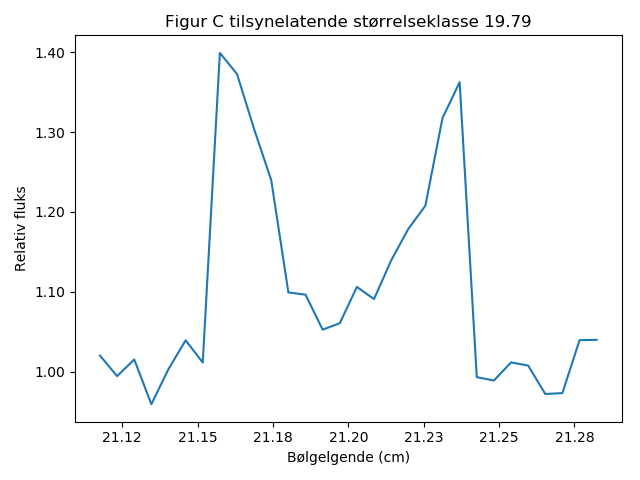 Figur C tilsynelatende størrelseklasse 19.79
Relativ fluks
1.40
1.30
1.20
1.10
1.00
21.12 21.15 21.18 21.20 21.23 21.25 21.28
Bølgelgende (cm)